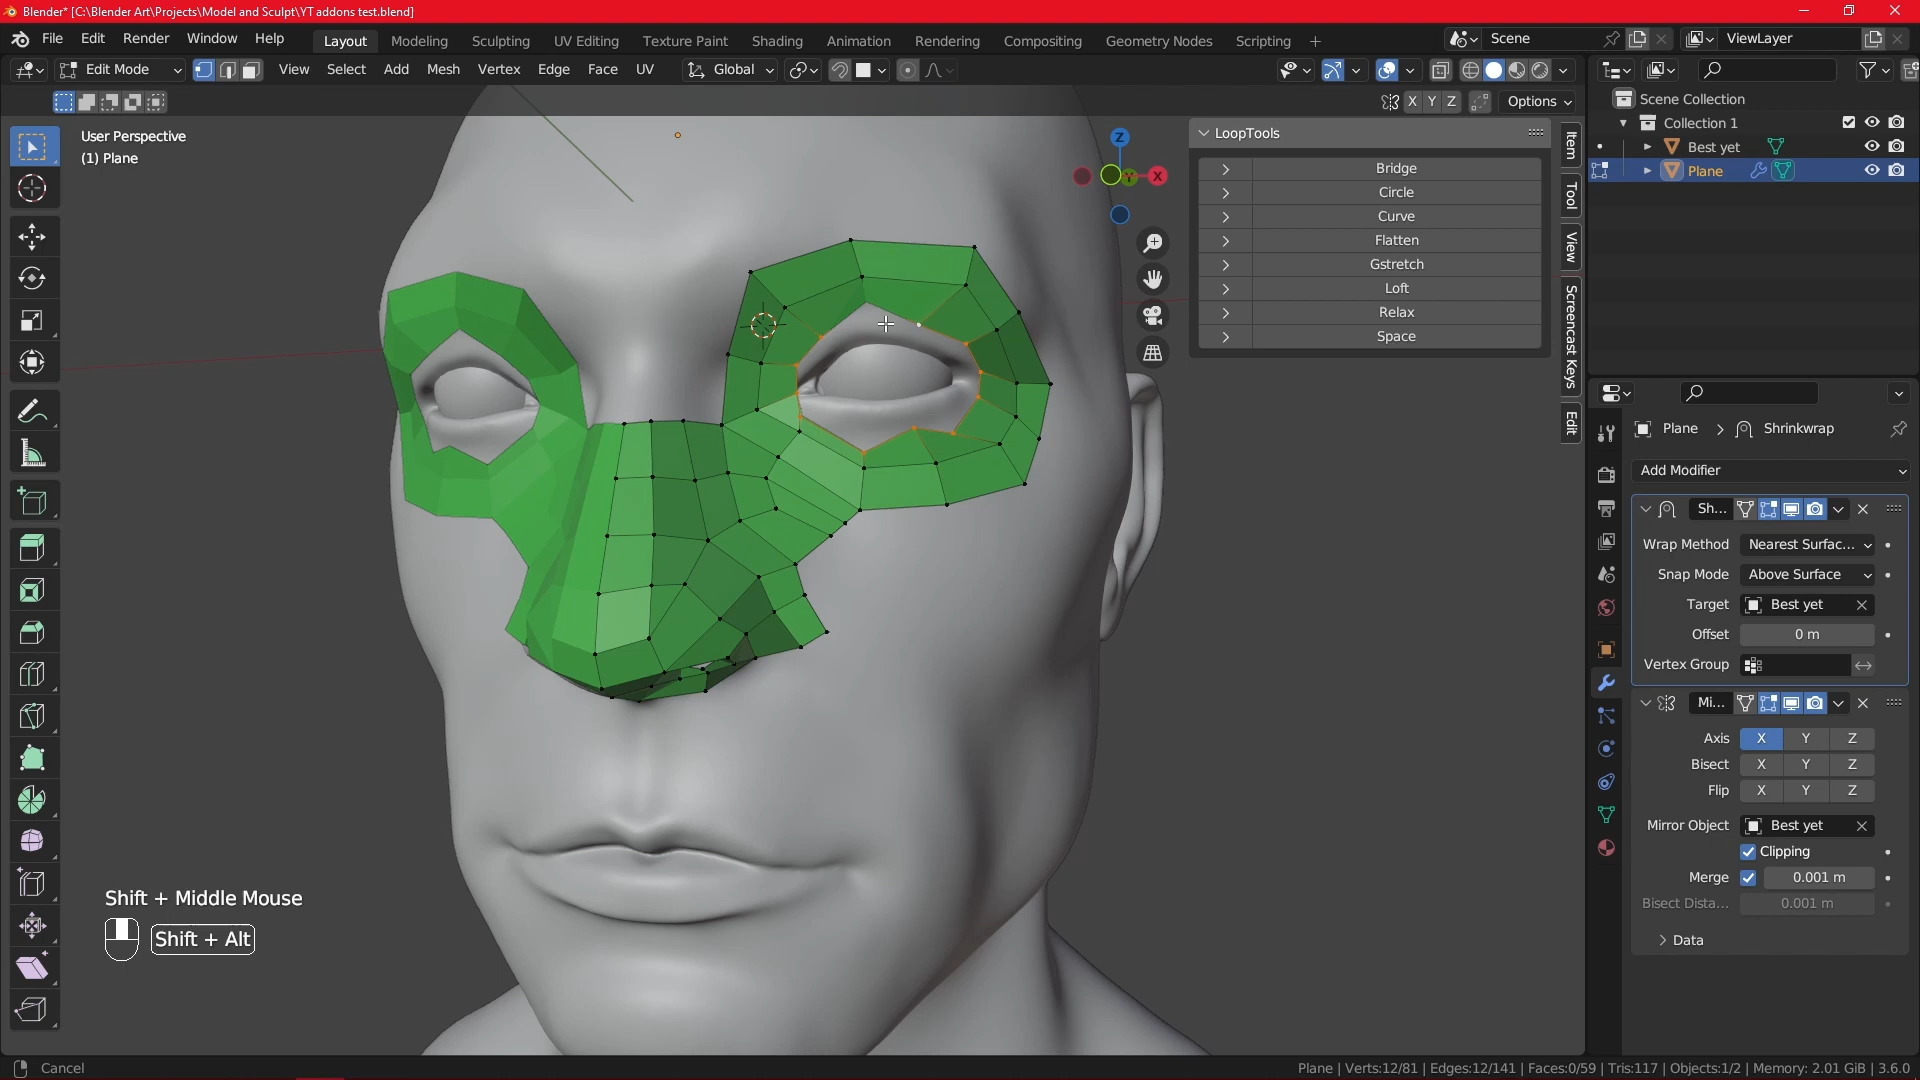 Blender* [C:\Blender Art\Projects\Model and Sculpt\YT addons test.blend]
File Edit Render Window Help Layout Modeling Sculpting UV Editing Texture Paint Shading Animation Rendering Compositing Geometry Nodes Scripting + Scene ViewLayer
Edit Mode View Select Add Mesh Vertex Edge Face UV Global
X Y Z Options
User Perspective
(1) Plane
Z
X
Y
LoopTools
Bridge
Circle
Curve
Flatten
Gstretch
Loft
Relax
Space
Item
Tool
View
Screencast Keys
Edit
Scene Collection
Collection 1
Best yet
Plane
Plane > Shrinkwrap
Add Modifier
Sh...
Wrap Method Nearest Surfac...
Snap Mode Above Surface
Target Best yet
Offset 0 m
Vertex Group
Mi...
Axis X Y Z
Bisect X Y Z
Flip X Y Z
Mirror Object Best yet
Clipping
Merge 0.001 m
Bisect Dista... 0.001 m
Data
Shift + Middle Mouse
Shift + Alt
Cancel
Plane | Verts:12/81 | Edges:12/141 | Faces:0/59 | Tris:117 | Objects:1/2 | Memory: 2.01 GiB | 3.6.0